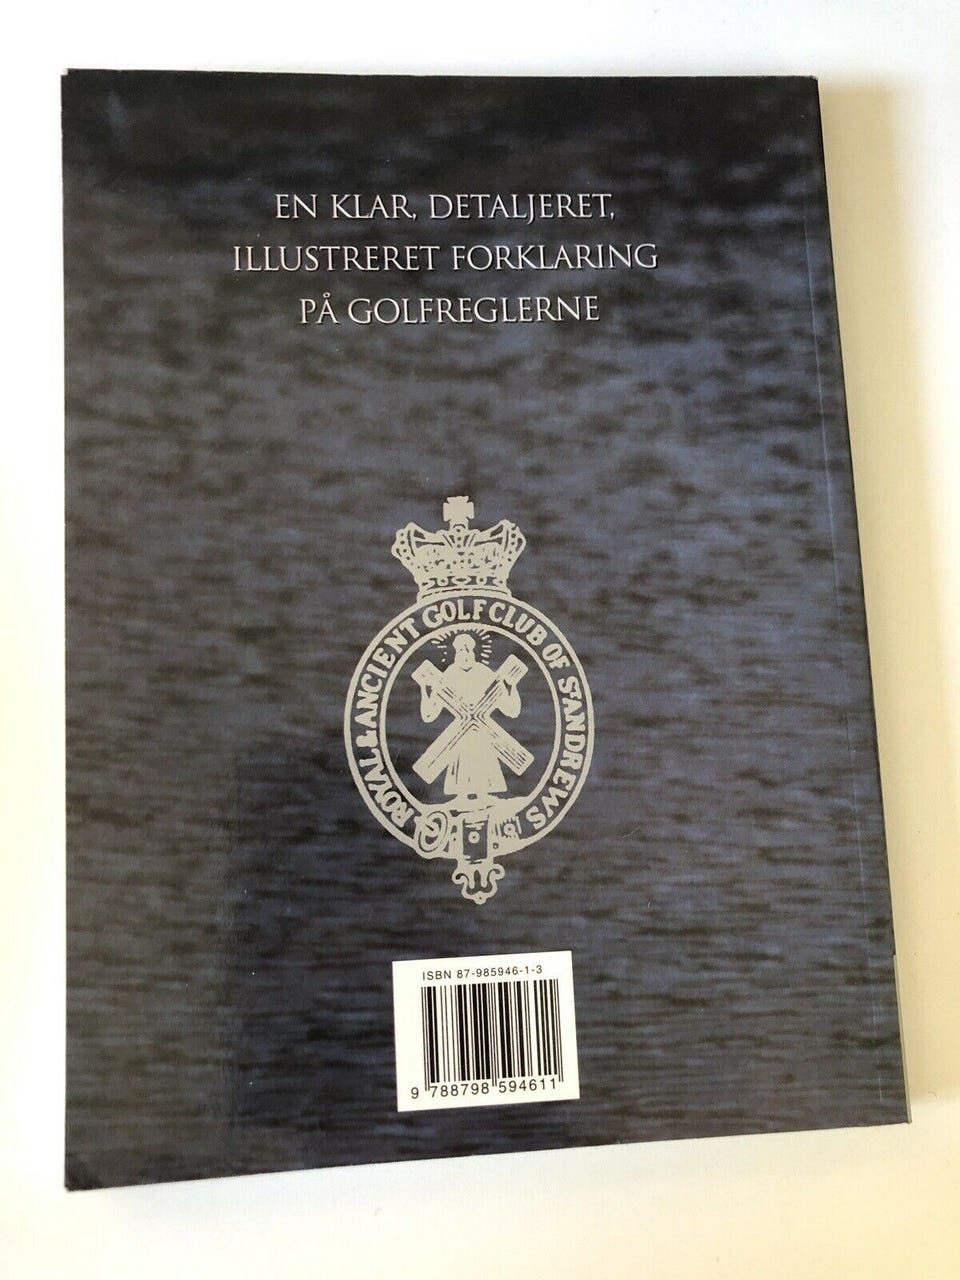 EN KLAR, DETALJERET,
ILLUSTRERET FORKLARING
PÅ GOLFREGLERNE
ROYAL & ANCIENT GOLF CLUB OF ST ANDREWS
ISBN 87-985946-1-3
9 788798 594611